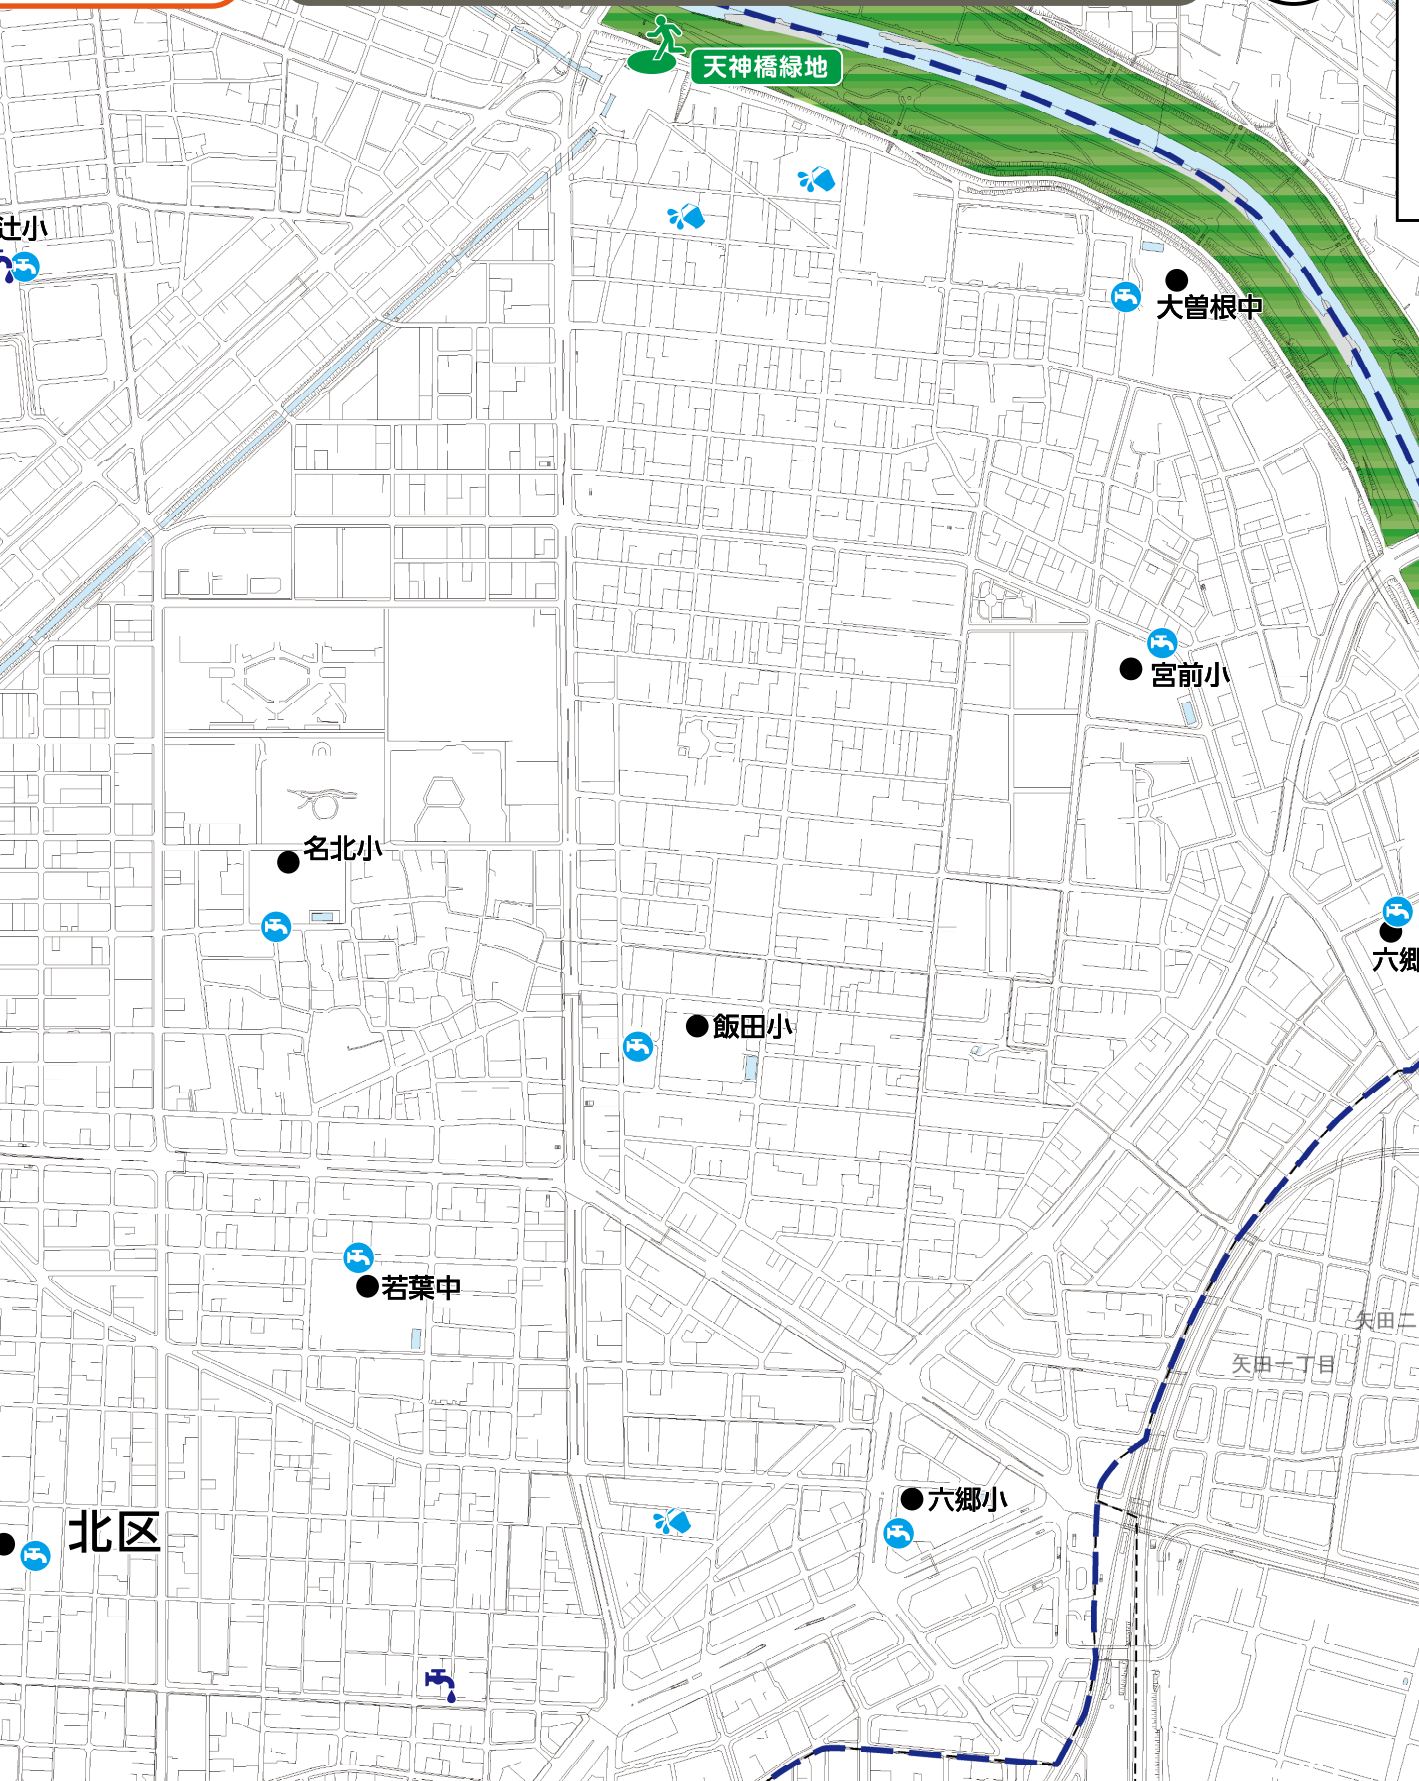 天神橋緑地
辻小
大曽根中
宮前小
名北小
六郷
飯田小
若葉中
矢田二
矢田一丁目
六郷小
北区